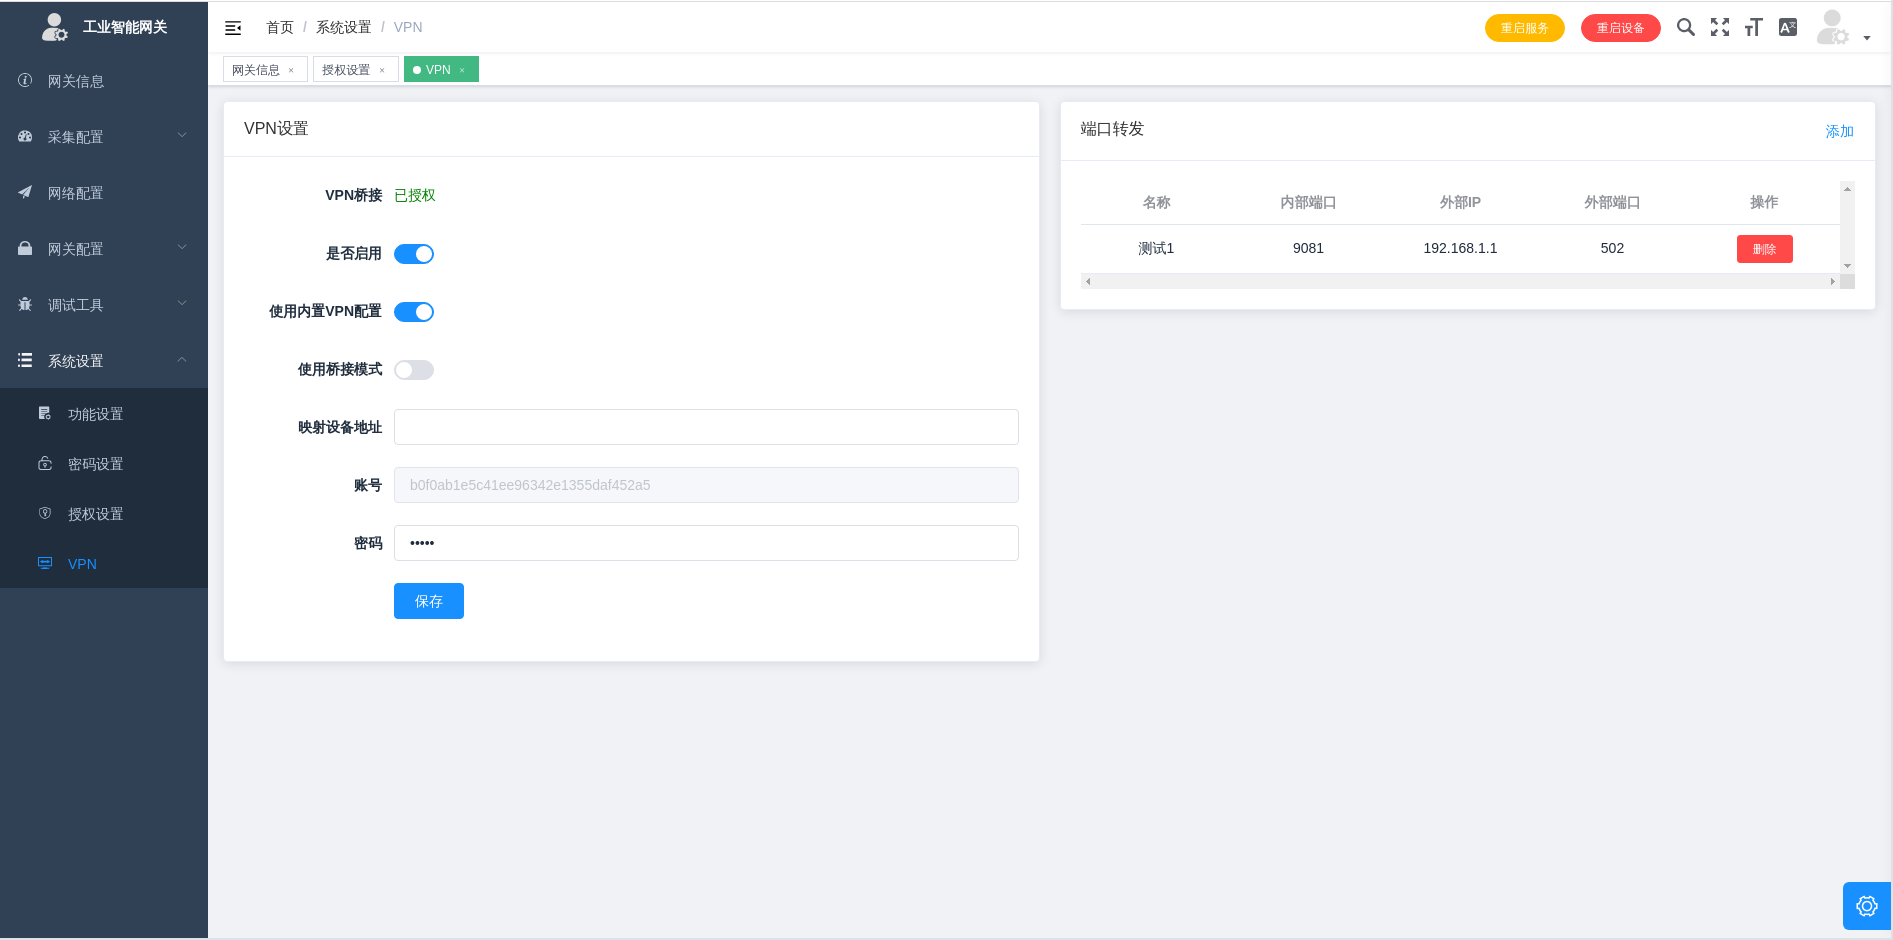 工业智能网关
首页 / 系统设置 / VPN
重启服务 重启设备
网关信息 × 授权设置 × VPN ×
网关信息
采集配置
网络配置
网关配置
调试工具
系统设置
功能设置
密码设置
授权设置
VPN
VPN设置
VPN桥接 已授权
是否启用
使用内置VPN配置
使用桥接模式
映射设备地址
账号 b0f0ab1e5c41ee96342e1355daf452a5
密码 •••••
保存
端口转发 添加
名称 内部端口 外部IP 外部端口 操作
测试1 9081 192.168.1.1 502 删除